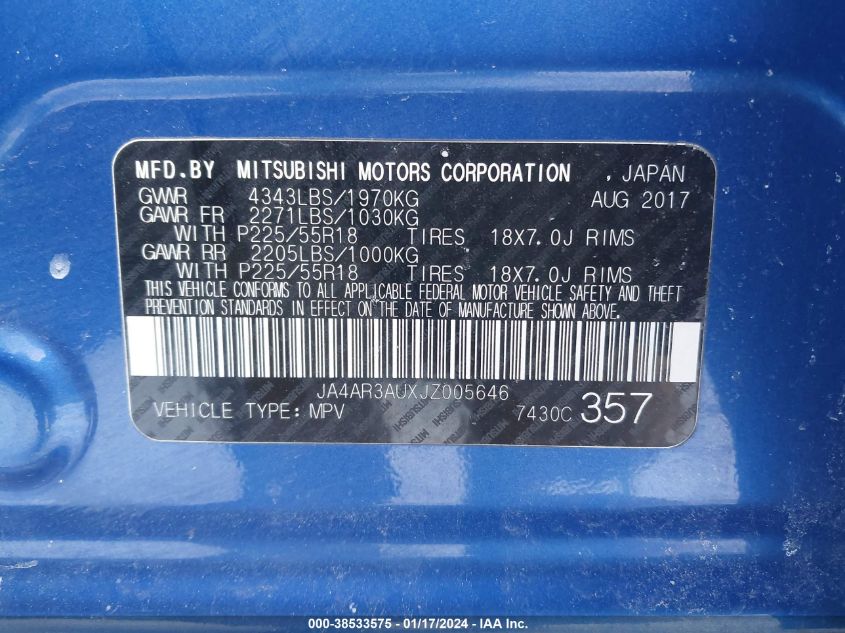 MFD.BY MITSUBISHI MOTORS CORPORATION , JAPAN
GVWR 4343LBS/1970KG AUG 2017
GAWR FR 2271LBS/1030KG
WITH P225/55R18 TIRES 18X7.0J RIMS
GAWR RR 2205LBS/1000KG
WITH P225/55R18 TIRES 18X7.0J RIMS
THIS VEHICLE CONFORMS TO ALL APPLICABLE FEDERAL MOTOR VEHICLE SAFETY AND THEFT
PREVENTION STANDARDS IN EFFECT ON THE DATE OF MANUFACTURE SHOWN ABOVE.
JA4AR3AUXJZ005646
VEHICLE TYPE: MPV 7430C 357
000-38533575 - 01/17/2024 - IAA Inc.